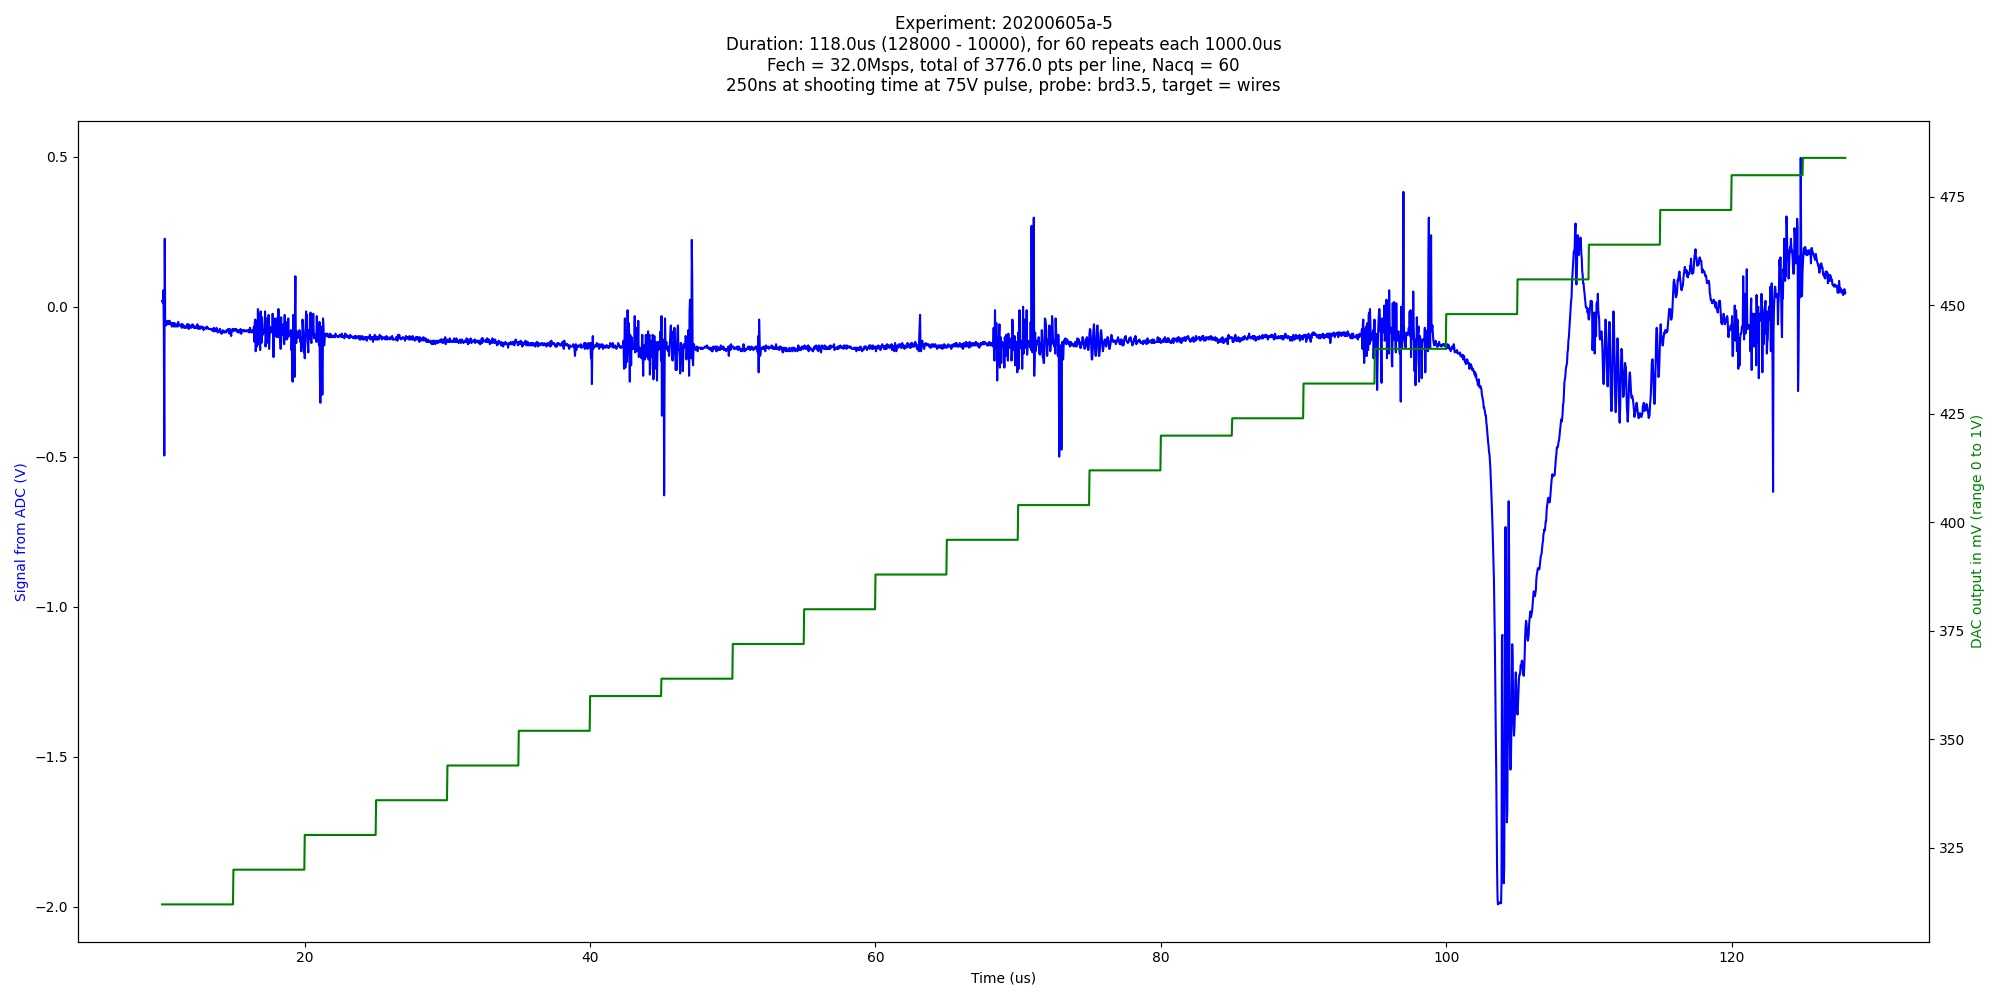 Experiment: 20200605a-5
Duration: 118.0us (128000 - 10000), for 60 repeats each 1000.0us
Fech = 32.0Msps, total of 3776.0 pts per line, Nacq = 60
250ns at shooting time at 75V pulse, probe: brd3.5, target = wires
Signal from ADC (V)
0.5
0.0
−0.5
−1.0
−1.5
−2.0
20
40
60
80
100
120
Time (us)
475
450
425
400
375
350
325
DAC output in mV (range 0 to 1V)